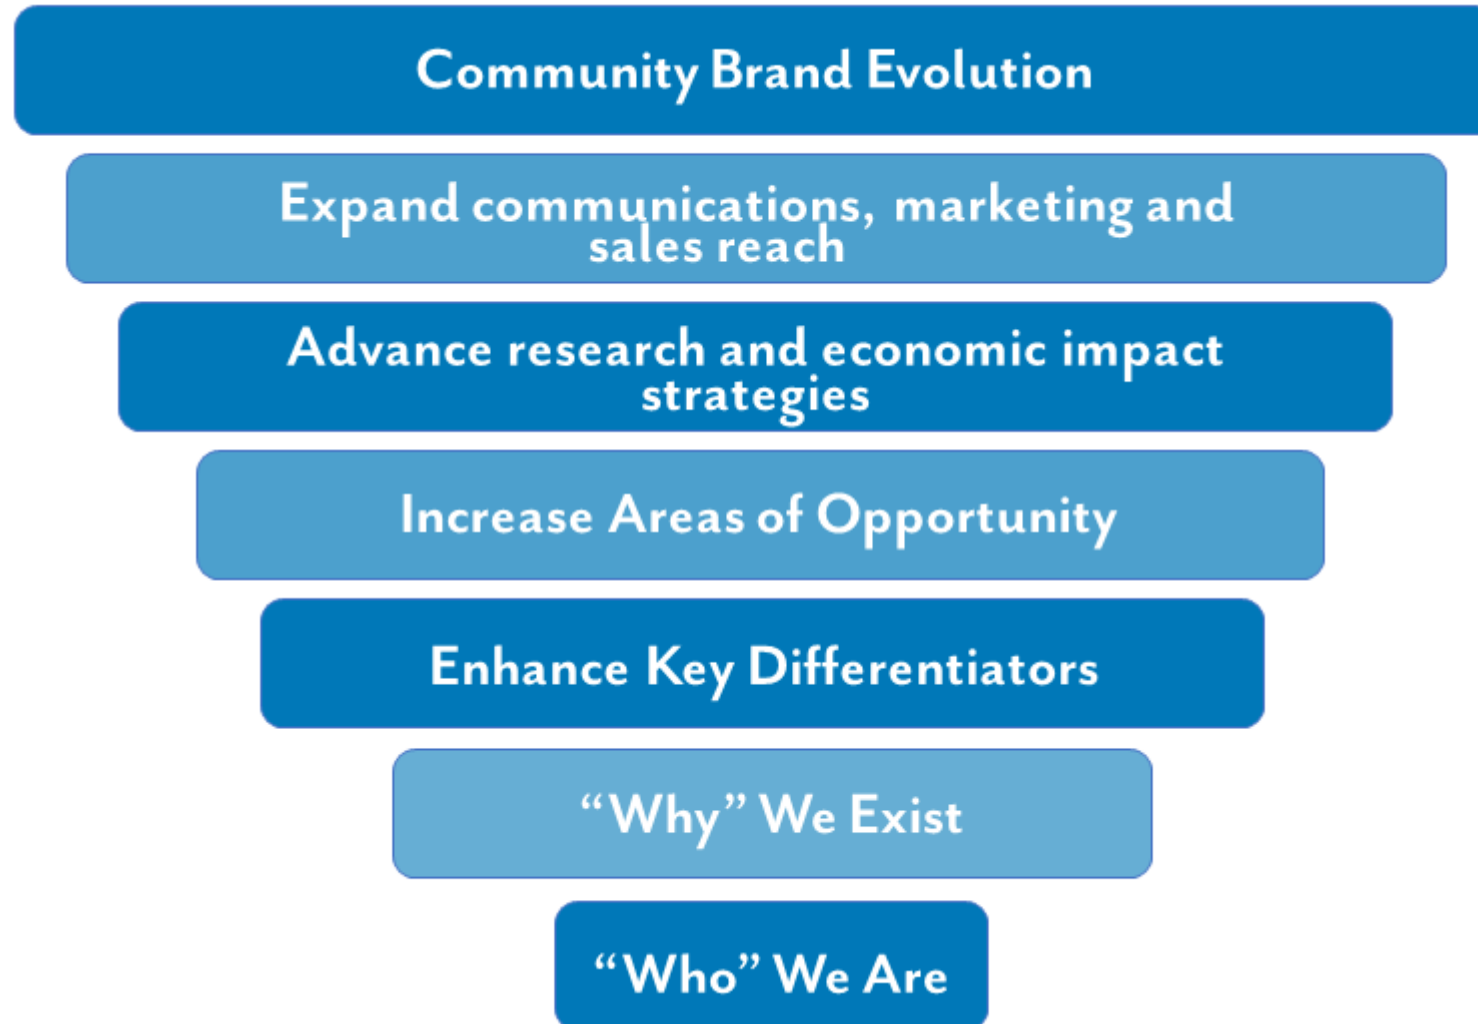 Community Brand Evolution
Expand communications, marketing and
sales reach
Advance research and economic impact
strategies
Increase Areas of Opportunity
Enhance Key Differentiators
“Why” We Exist
“Who” We Are